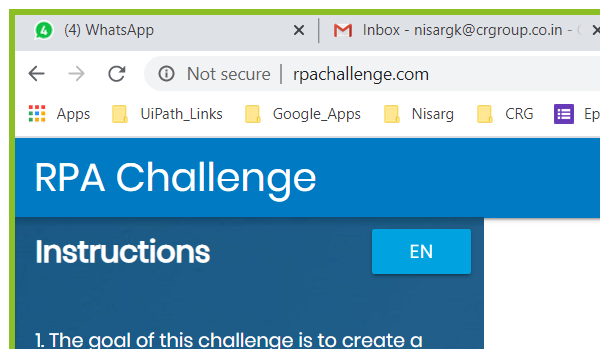 4 (4) WhatsApp Inbox - nisargk@crgroup.co.in -
Not secure | rpachallenge.com
Apps UiPath_Links Google_Apps Nisarg CRG Ep
RPA Challenge
Instructions EN
1. The goal of this challenge is to create a